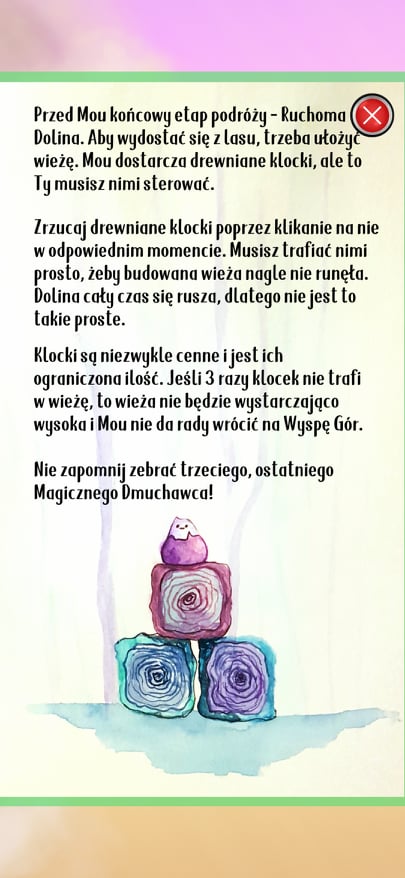 Przed Mou końcowy etap podróży - Ruchoma
Dolina. Aby wydostać się z lasu, trzeba ułożyć
wieżę. Mou dostarcza drewniane klocki, ale to
Ty musisz nimi sterować.
Zrzucaj drewniane klocki poprzez klikanie na nie
w odpowiednim momencie. Musisz trafiać nimi
prosto, żeby budowana wieża nagle nie runęła.
Dolina cały czas się rusza, dlatego nie jest to
takie proste.
Klocki są niezwykle cenne i jest ich
ograniczona ilość. Jeśli 3 razy klocek nie trafi
w wieżę, to wieża nie będzie wystarczająco
wysoka i Mou nie da rady wrócić na Wyspę Gór.
Nie zapomnij zebrać trzeciego, ostatniego
Magicznego Dmuchawca!